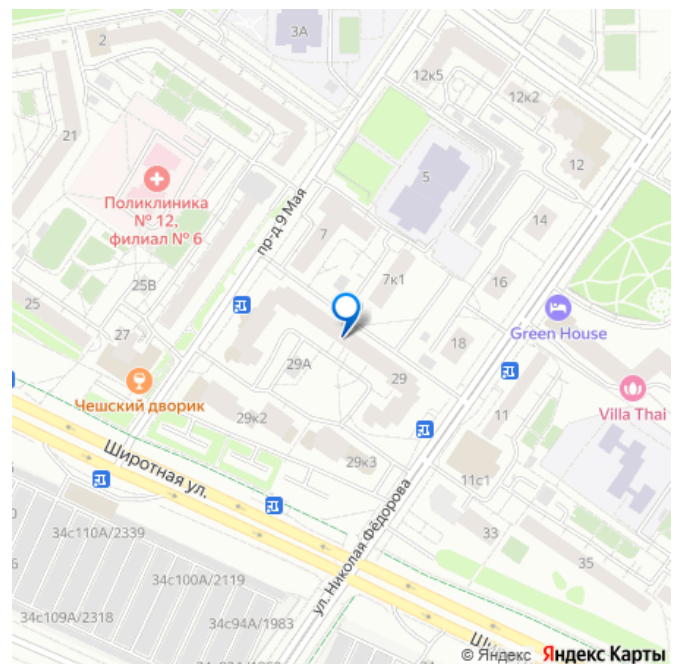 3А
2
12к5
12к2
21
12
5
Поликлиника
№ 12,
филиал № 6
пр-д 9 Мая
14
7
25В
7к1
16
25
Green House
27
18
29А
29
Чешский дворик
Villa Thai
29к2
11
Широтная ул.
29к3
11с1
34с110А/2339
ул. Николая Фёдорова
33
35
34с100А/2119
34с109А/2318
34с94А/1983
© Яндекс Яндекс Карты